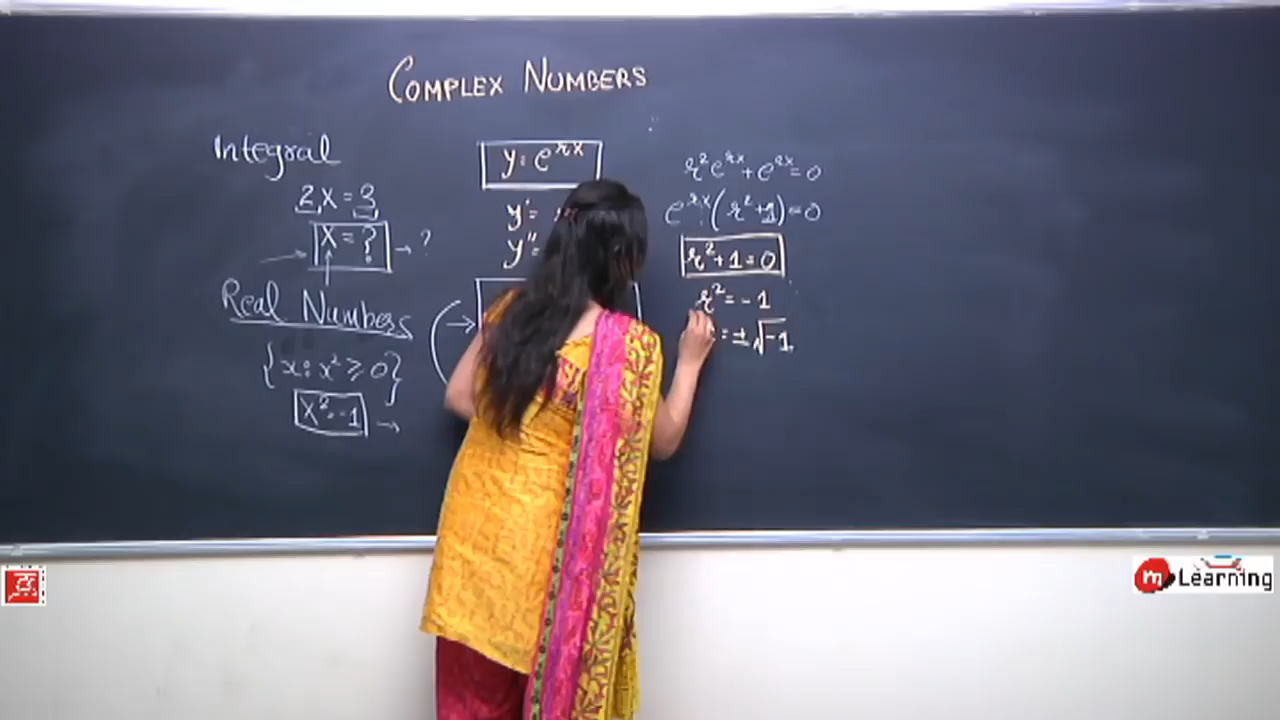 COMPLEX NUMBERS
Integral
2x = 3
x = ?
→ ?
Real Numbers
{x : x² ≥ 0}
x² = -1 →
y = e^{rx}
y' =
y'' =
→
r²e^{rx} + e^{rx} = 0
e^{rx}(r² + 1) = 0
r² + 1 = 0
r² = -1
= ± √-1
m Learning